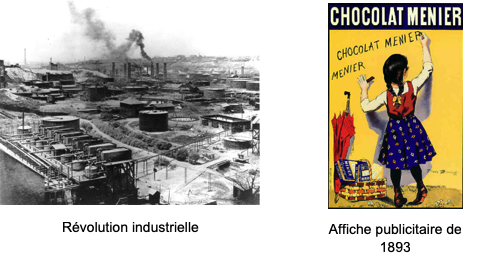 CHOCOLAT MENIER
CHOCOLAT MENIER
MENIER
Révolution industrielle
Affiche publicitaire de
1893